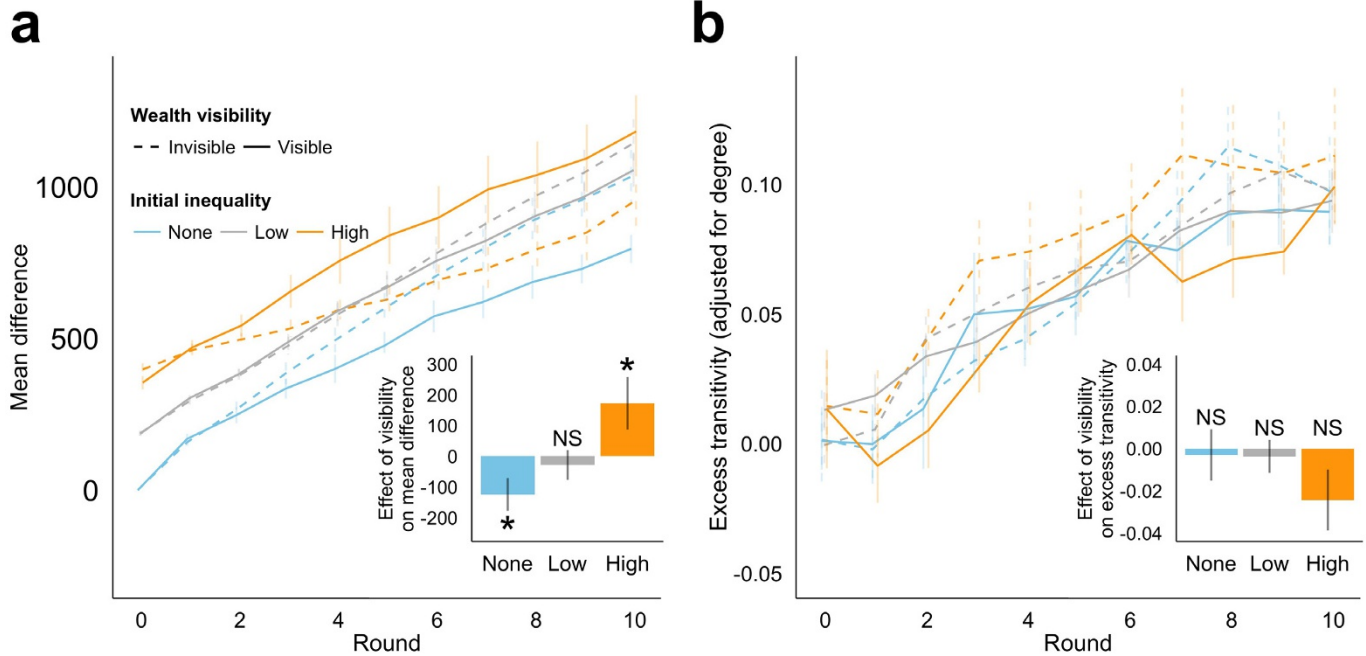 a
Mean difference
1000
500
0
Wealth visibility
Invisible Visible
Initial inequality
None Low High
Effect of visibility
on mean difference
300
200
100
0
-100
-200
*
NS
*
None Low High
0 2 4 6 8 10
Round
b
Excess transitivity (adjusted for degree)
0.10
0.05
0.00
-0.05
Effect of visibility
on excess transitivity
0.04
0.02
0.00
-0.02
-0.04
NS NS NS
None Low High
0 2 4 6 8 10
Round